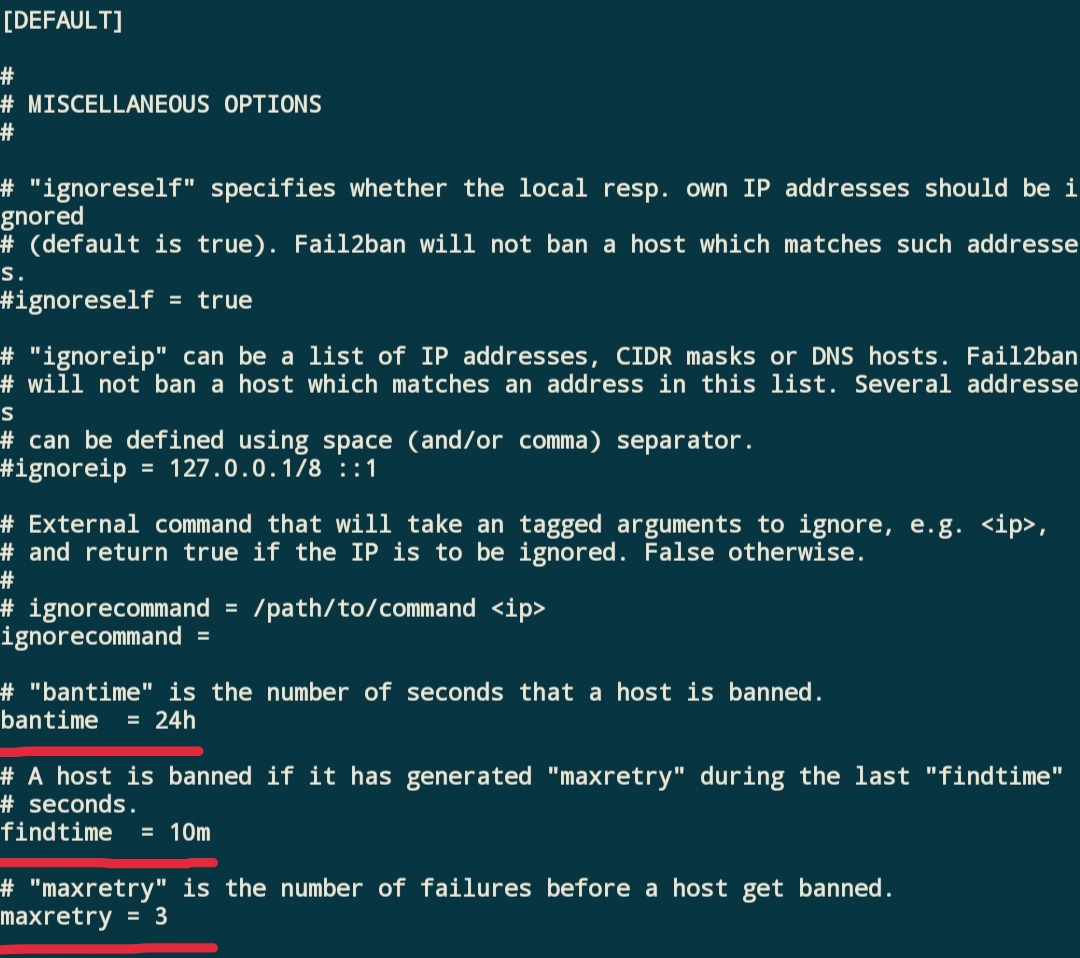 [DEFAULT]
#
# MISCELLANEOUS OPTIONS
#
# "ignoreself" specifies whether the local resp. own IP addresses should be i
gnored
# (default is true). Fail2ban will not ban a host which matches such addresse
s.
#ignoreself = true
# "ignoreip" can be a list of IP addresses, CIDR masks or DNS hosts. Fail2ban
# will not ban a host which matches an address in this list. Several addresse
s
# can be defined using space (and/or comma) separator.
#ignoreip = 127.0.0.1/8 ::1
# External command that will take an tagged arguments to ignore, e.g. <ip>,
# and return true if the IP is to be ignored. False otherwise.
#
# ignorecommand = /path/to/command <ip>
ignorecommand =
# "bantime" is the number of seconds that a host is banned.
bantime  = 24h
# A host is banned if it has generated "maxretry" during the last "findtime"
# seconds.
findtime  = 10m
# "maxretry" is the number of failures before a host get banned.
maxretry = 3